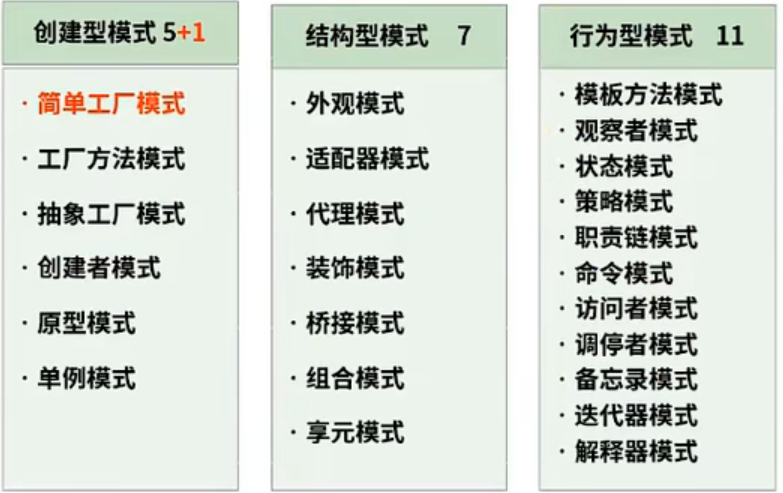 创建型模式 5+1
· 简单工厂模式
· 工厂方法模式
· 抽象工厂模式
· 创建者模式
· 原型模式
· 单例模式
结构型模式 7
· 外观模式
· 适配器模式
· 代理模式
· 装饰模式
· 桥接模式
· 组合模式
· 享元模式
行为型模式 11
· 模板方法模式
· 观察者模式
· 状态模式
· 策略模式
· 职责链模式
· 命令模式
· 访问者模式
· 调停者模式
· 备忘录模式
· 迭代器模式
· 解释器模式